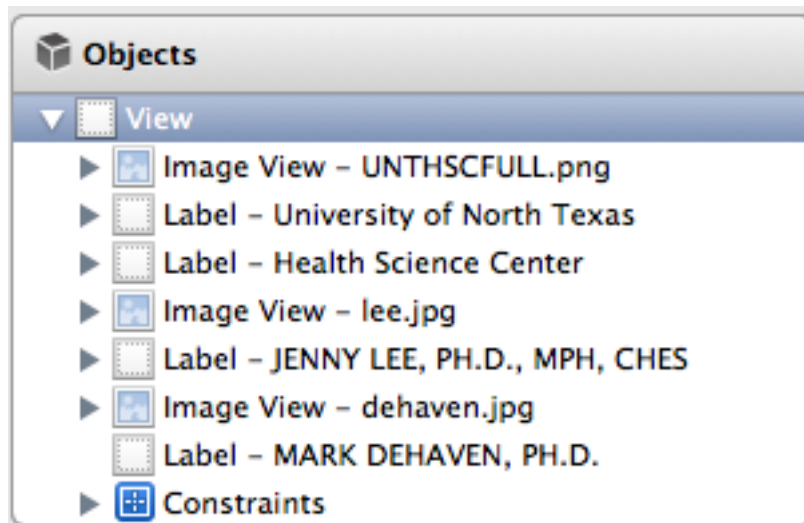 Objects
View
Image View – UNTHSCFULL.png
Label – University of North Texas
Label – Health Science Center
Image View – lee.jpg
Label – JENNY LEE, PH.D., MPH, CHES
Image View – dehaven.jpg
Label – MARK DEHAVEN, PH.D.
Constraints